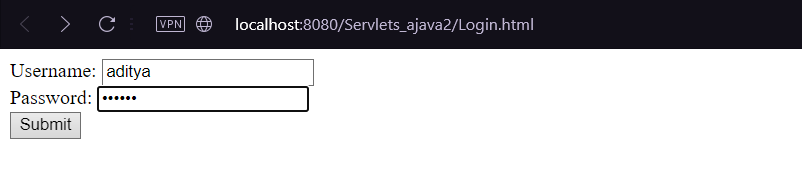 VPN localhost:8080/Servlets_ajava2/Login.html
Username: aditya
Password: ••••••
Submit